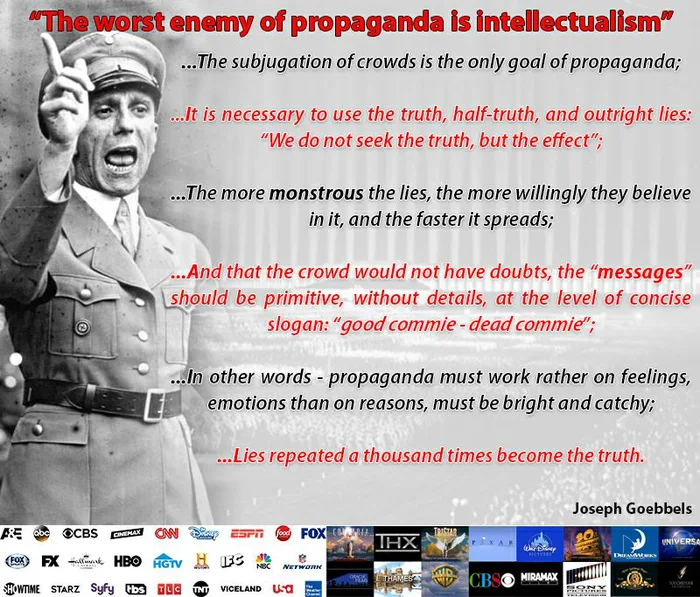 “The worst enemy of propaganda is intellectualism”
...The subjugation of crowds is the only goal of propaganda;
...It is necessary to use the truth, half-truth, and outright lies:
“We do not seek the truth, but the effect”;
...The more monstrous the lies, the more willingly they believe
in it, and the faster it spreads;
...And that the crowd would not have doubts, the “messages”
should be primitive, without details, at the level of concise
slogan: “good commie - dead commie”;
...In other words - propaganda must work rather on feelings,
emotions than on reasons, must be bright and catchy;
...Lies repeated a thousand times become the truth.
Joseph Goebbels
A&E abc CBS CINEMAX CNN Disney ESPN food FOX COLUMBIA THX TRISTAR PIXAR WALT DISNEY PICTURES 20 DREAMWORKS UNIVERSA
FOX NEWS FX Hallmark HBO HGTV H IFC NBC NETWORK THAMES WB CBS MIRAMAX SONY PICTURES TELEVISION MGM
SHOWTIME STARZ Syfy tbs TLC TNT VICELAND USA The Weather Channel